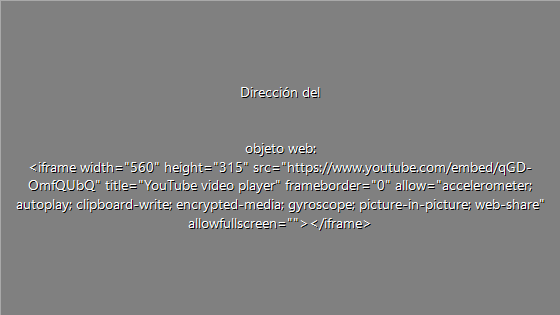 Dirección del
objeto web:
<iframe width="560" height="315" src="https://www.youtube.com/embed/qGD-
OmfQUbQ" title="YouTube video player" frameborder="0" allow="accelerometer;
autoplay; clipboard-write; encrypted-media; gyroscope; picture-in-picture; web-share"
allowfullscreen=""></iframe>